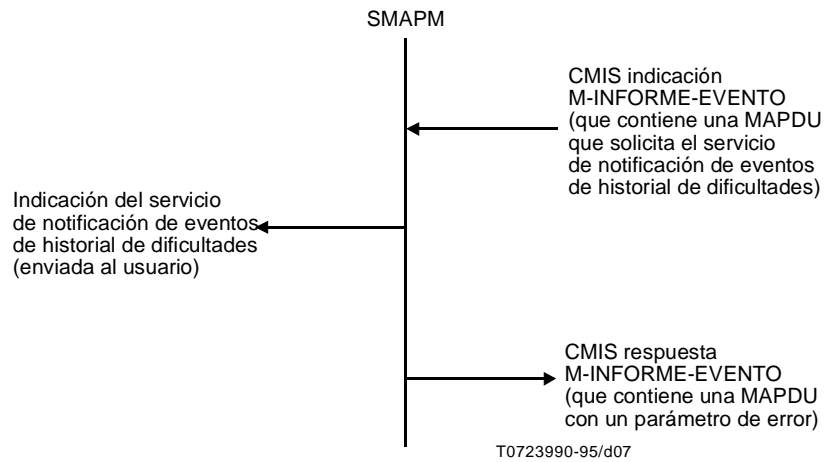 SMAPM
CMIS indicación
M-INFORME-EVENTO
(que contiene una MAPDU
que solicita el servicio
de notificación de eventos
de historial de dificultades)
Indicación del servicio
de notificación de eventos
de historial de dificultades
(enviada al usuario)
CMIS respuesta
M-INFORME-EVENTO
(que contiene una MAPDU
con un parámetro de error)
T0723990-95/d07